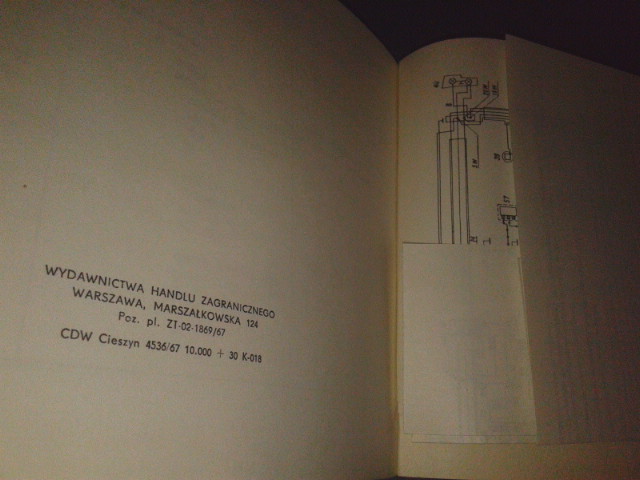 WYDAWNICTWA HANDLU ZAGRANICZNEGO
WARSZAWA, MARSZAŁKOWSKA 124
Poz. pl. ZT-02-1869/67
CDW Cieszyn 4536/67 10.000 + 30 K-018